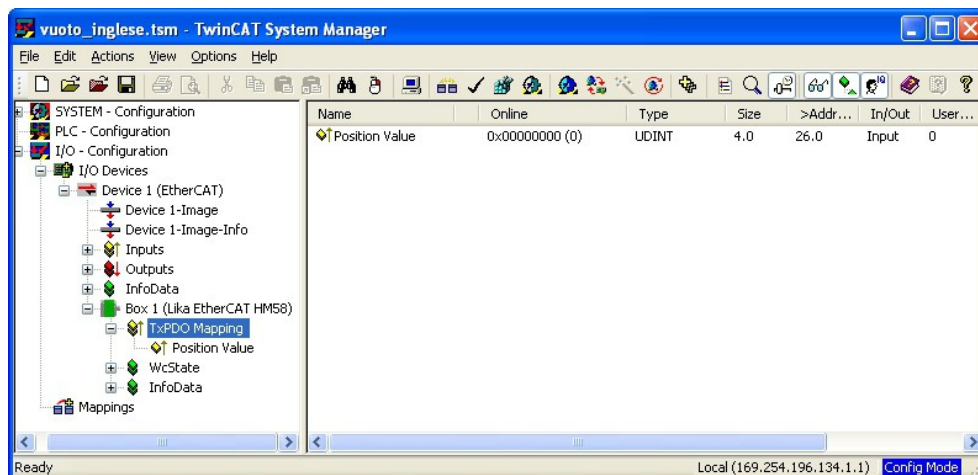 vuoto_inglese.tsm - TwinCAT System Manager
File Edit Actions View Options Help
SYSTEM - Configuration
PLC - Configuration
I/O - Configuration
I/O Devices
Device 1 (EtherCAT)
Device 1-Image
Device 1-Image-Info
Inputs
Outputs
InfoData
Box 1 (Lika EtherCAT HM58)
TxPDO Mapping
Position Value
WcState
InfoData
Mappings
Name Online Type Size >Addr... In/Out User...
Position Value 0x00000000 (0) UDINT 4.0 26.0 Input 0
Ready Local (169.254.196.134.1.1) Config Mode